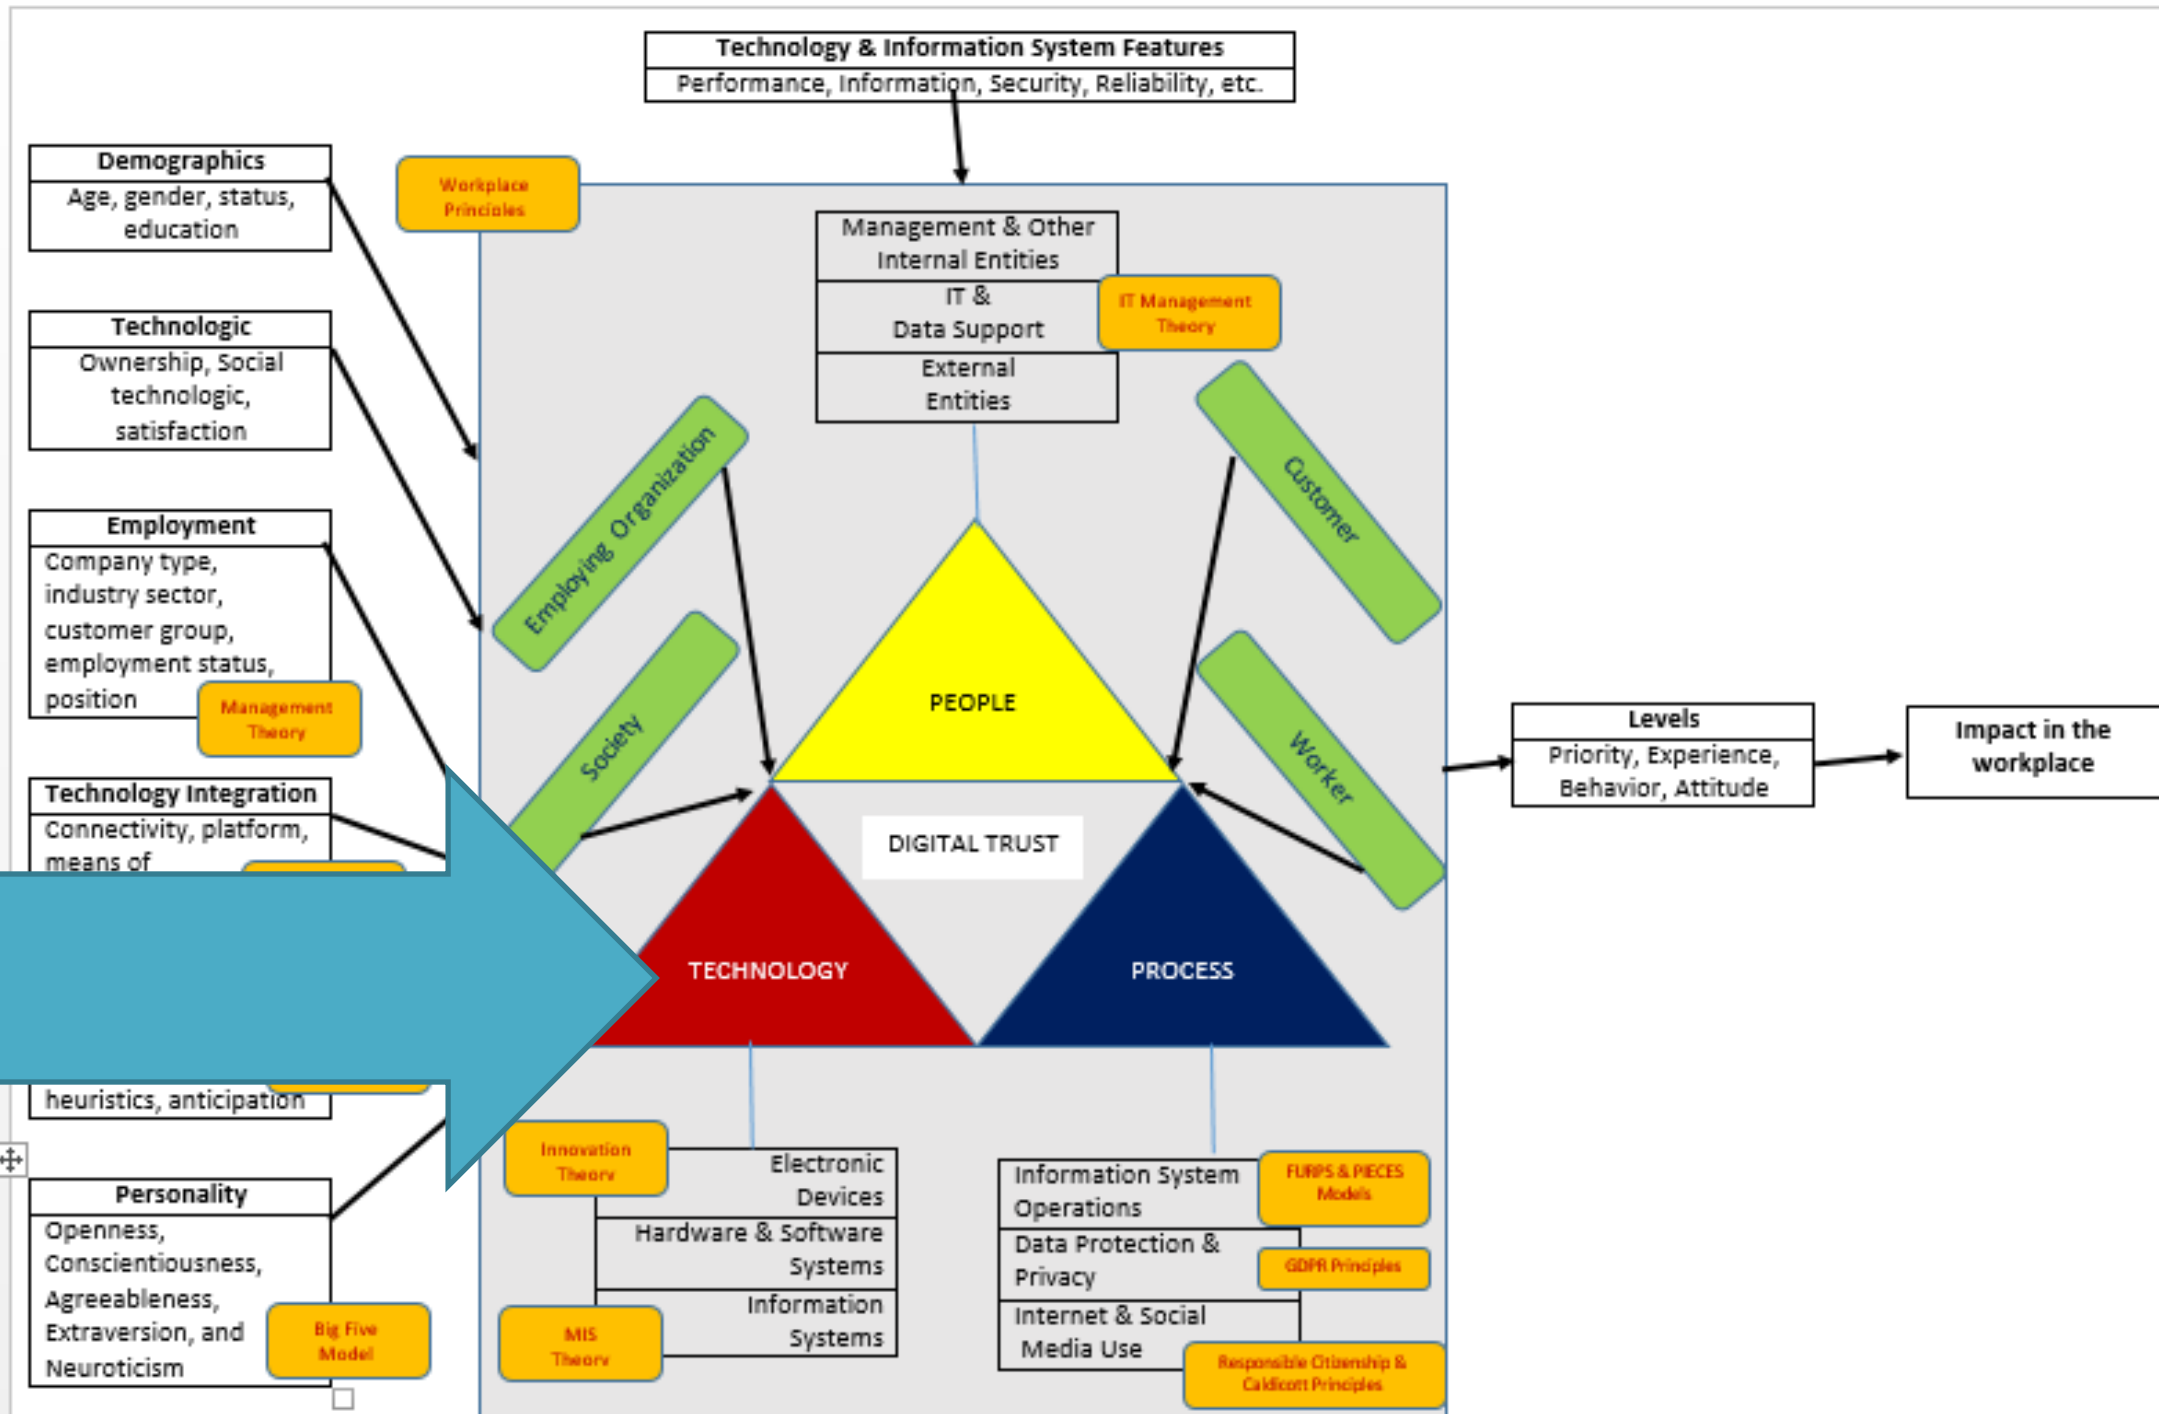 Technology & Information System Features
Performance, Information, Security, Reliability, etc.
Demographics
Age, gender, status,
education
Workplace
Principles
Management & Other
Internal Entities
IT &
Data Support
External
Entities
IT Management
Theory
Technologic
Ownership, Social
technologic,
satisfaction
Employing Organization
Customer
Employment
Company type,
industry sector,
customer group,
employment status,
position
Management
Theory
Society
Worker
PEOPLE
Levels
Priority, Experience,
Behavior, Attitude
Impact in the
workplace
Technology Integration
Connectivity, platform,
means of
DIGITAL TRUST
TECHNOLOGY
PROCESS
heuristics, anticipation
Innovation
Theory
Electronic
Devices
Hardware & Software
Systems
Information
Systems
MIS
Theory
Information System
Operations
FURPS & PIECES
Models
Data Protection &
Privacy
GDPR Principles
Internet & Social
Media Use
Responsible Citizenship &
Caldicott Principles
Personality
Openness,
Conscientiousness,
Agreeableness,
Extraversion, and
Neuroticism
Big Five
Model